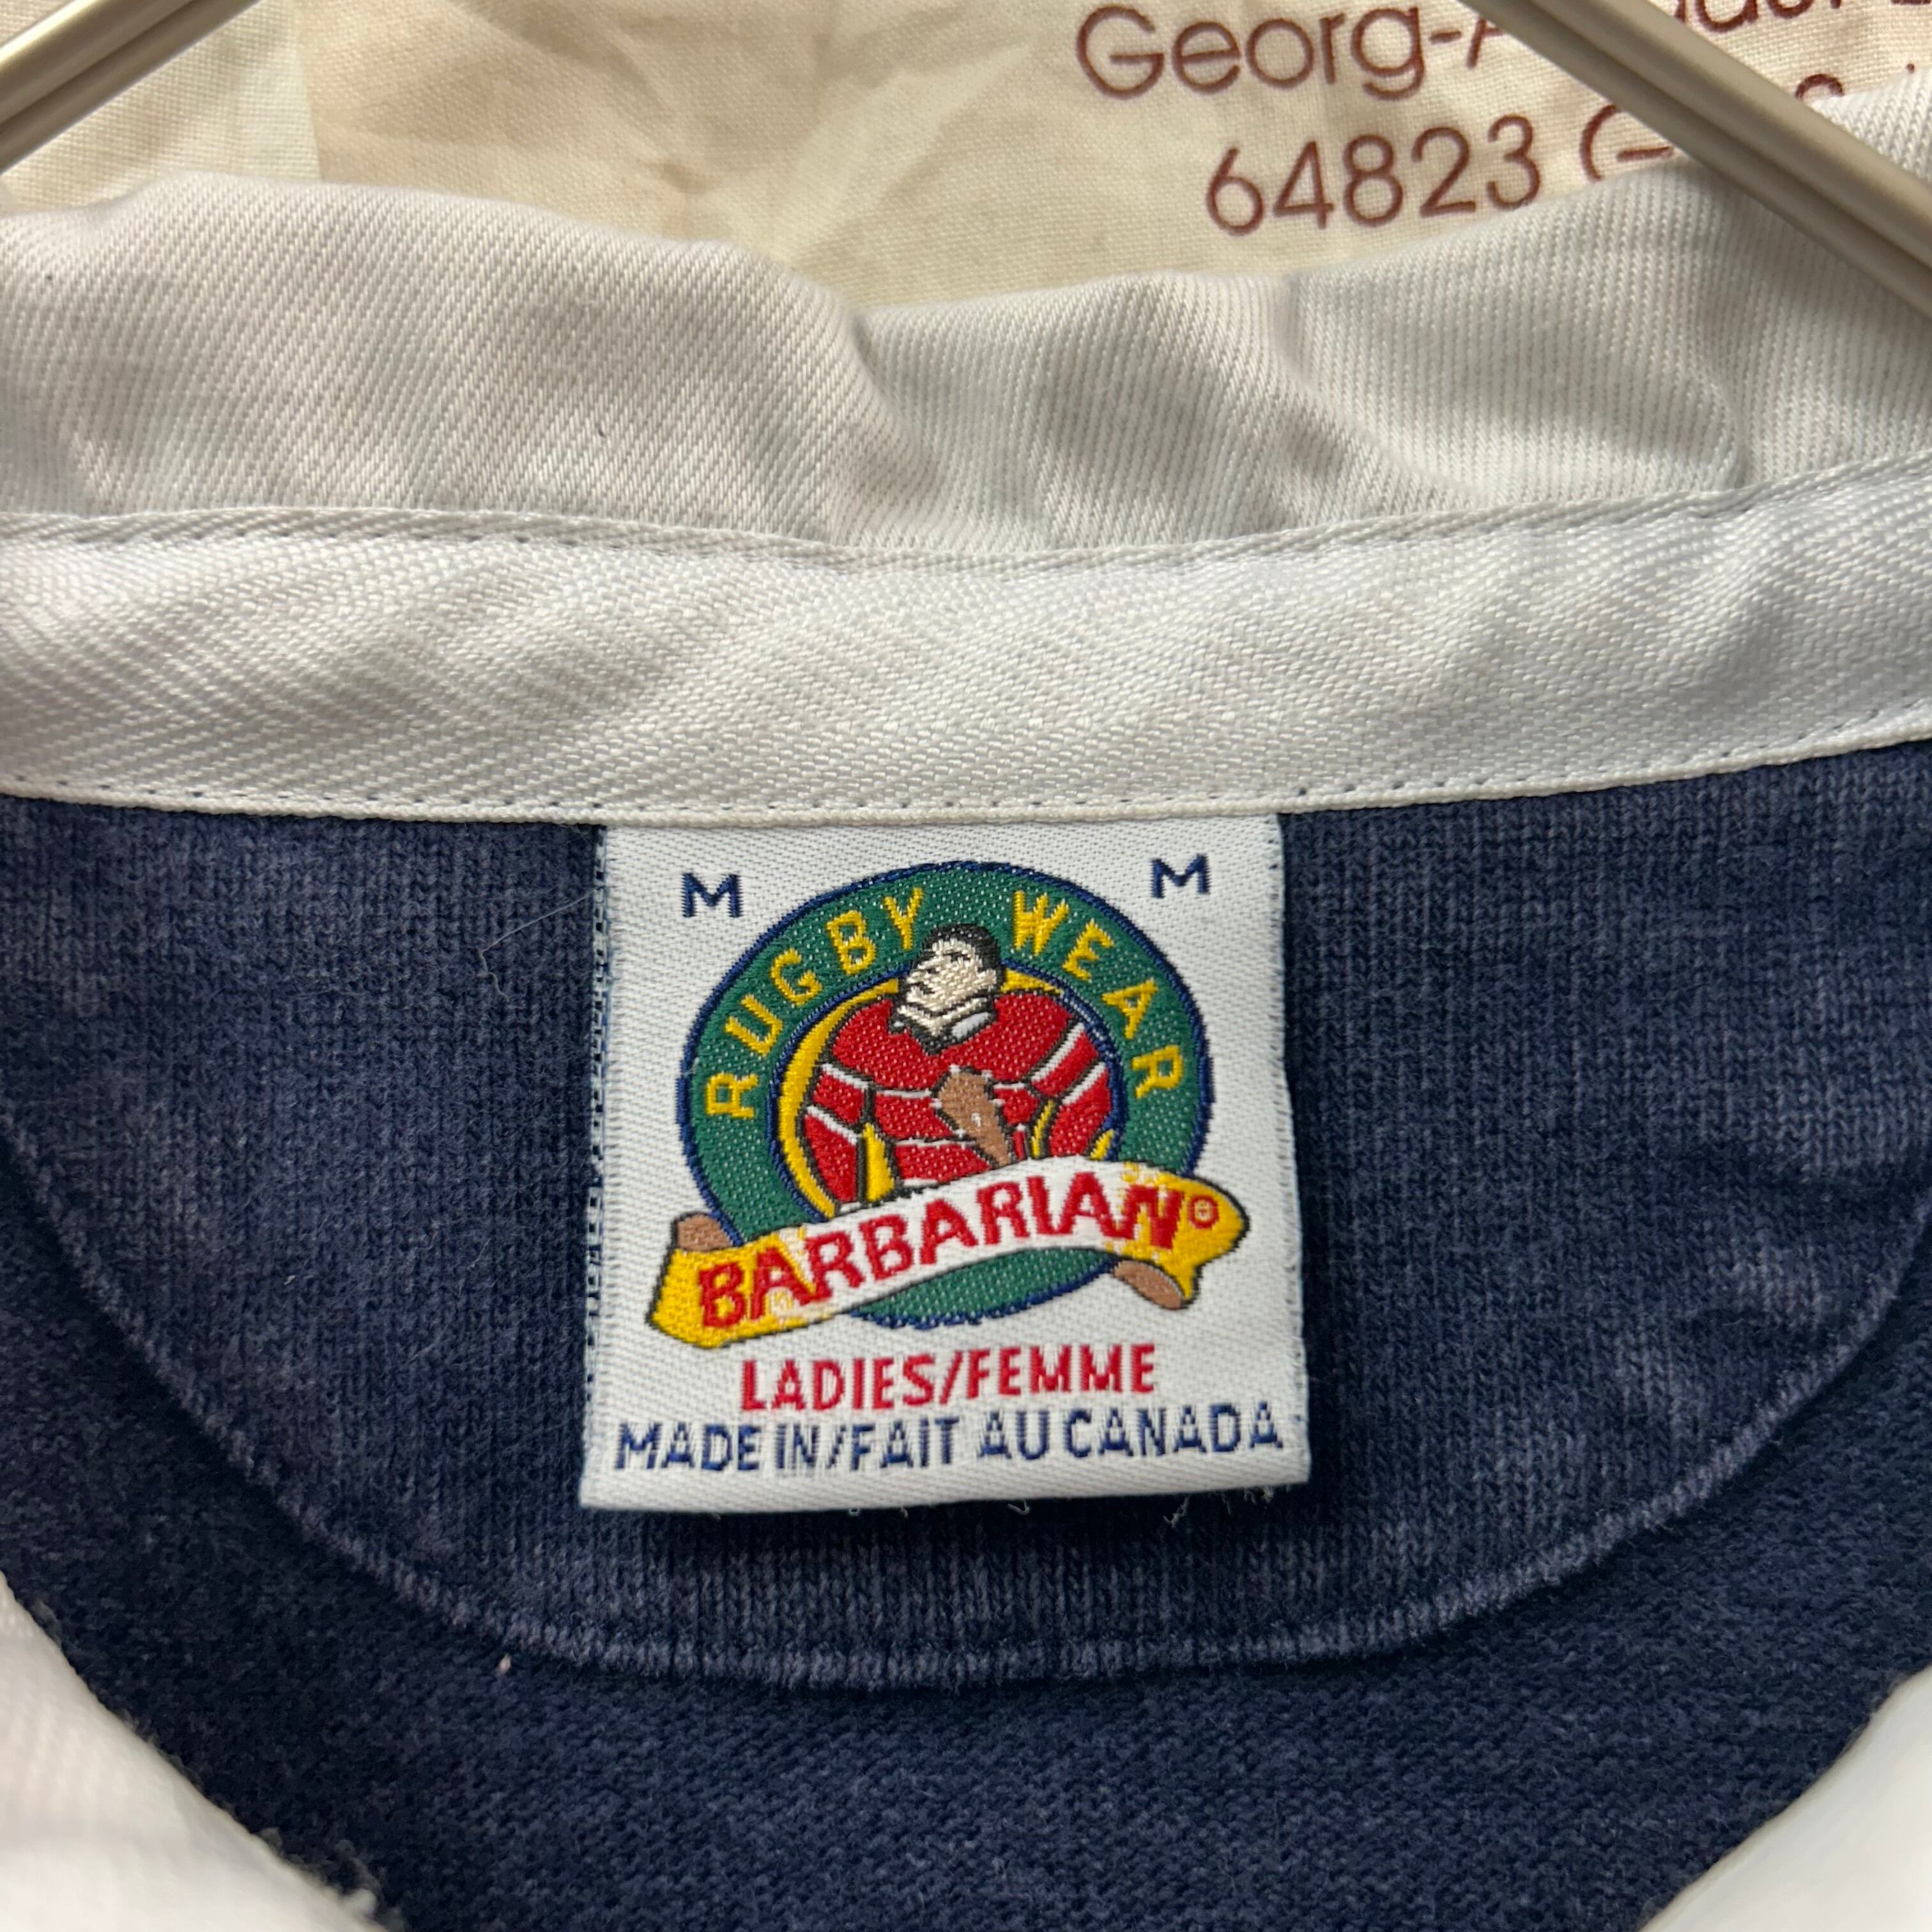 Georg-
64823 G
M M
RUGBY WEAR
BARBARIAN®
LADIES/FEMME
MADE IN/FAIT AU CANADA